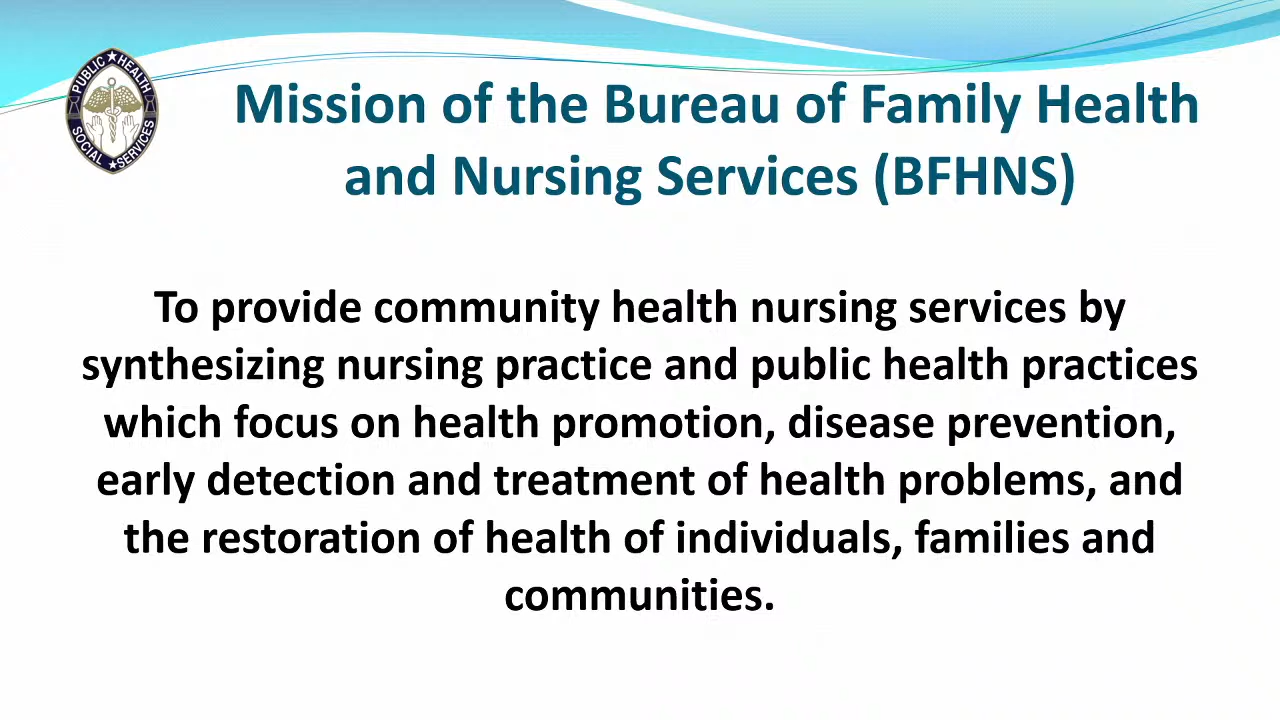 PUBLIC HEALTH
SOCIAL SERVICES
Mission of the Bureau of Family Health
and Nursing Services (BFHNS)
To provide community health nursing services by
synthesizing nursing practice and public health practices
which focus on health promotion, disease prevention,
early detection and treatment of health problems, and
the restoration of health of individuals, families and
communities.